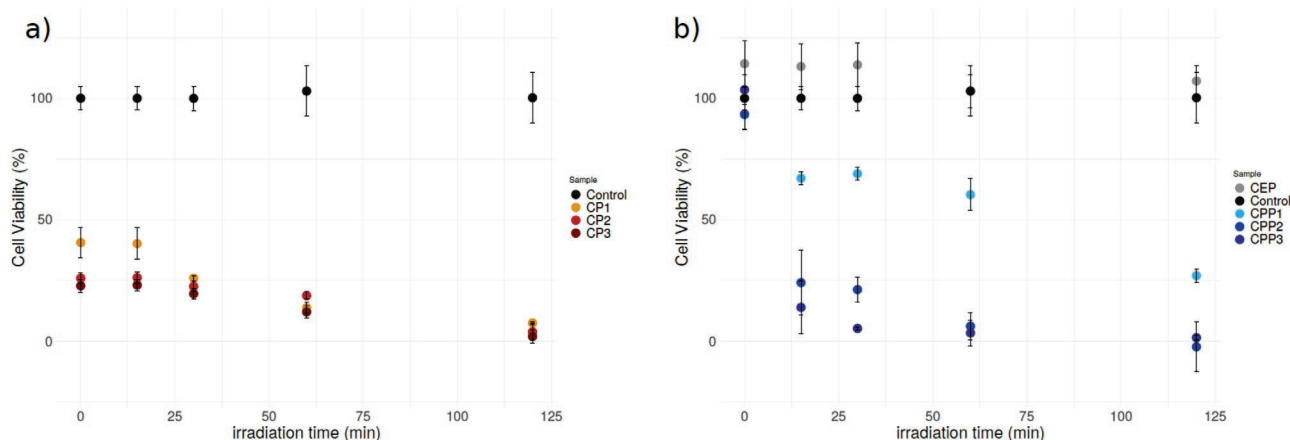 a)
Cell Viability (%)
100
50
0
0
25
50
75
100
125
irradiation time (min)
Sample
Control
CP1
CP2
CP3
b)
Cell Viability (%)
100
50
0
0
25
50
75
100
125
irradiation time (min)
Sample
CEP
Control
CPP1
CPP2
CPP3